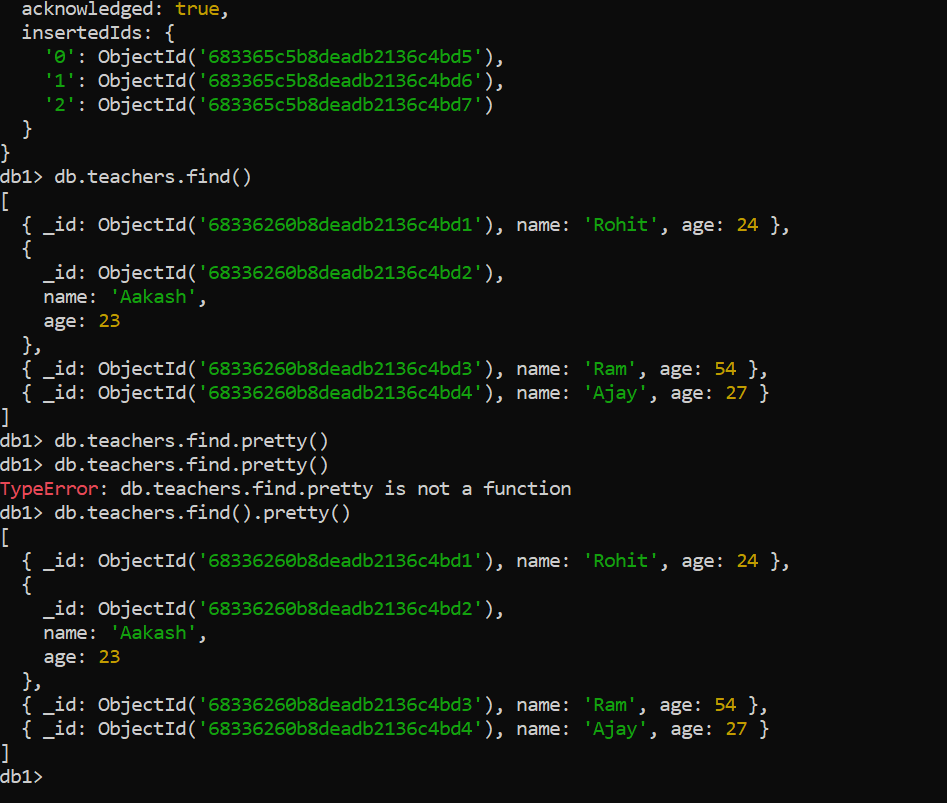 acknowledged: true,
  insertedIds: {
    '0': ObjectId('683365c5b8deadb2136c4bd5'),
    '1': ObjectId('683365c5b8deadb2136c4bd6'),
    '2': ObjectId('683365c5b8deadb2136c4bd7')
  }
}
db1> db.teachers.find()
[
  { _id: ObjectId('68336260b8deadb2136c4bd1'), name: 'Rohit', age: 24 },
  {
    _id: ObjectId('68336260b8deadb2136c4bd2'),
    name: 'Aakash',
    age: 23
  },
  { _id: ObjectId('68336260b8deadb2136c4bd3'), name: 'Ram', age: 54 },
  { _id: ObjectId('68336260b8deadb2136c4bd4'), name: 'Ajay', age: 27 }
]
db1> db.teachers.find.pretty()
db1> db.teachers.find.pretty()
TypeError: db.teachers.find.pretty is not a function
db1> db.teachers.find().pretty()
[
  { _id: ObjectId('68336260b8deadb2136c4bd1'), name: 'Rohit', age: 24 },
  {
    _id: ObjectId('68336260b8deadb2136c4bd2'),
    name: 'Aakash',
    age: 23
  },
  { _id: ObjectId('68336260b8deadb2136c4bd3'), name: 'Ram', age: 54 },
  { _id: ObjectId('68336260b8deadb2136c4bd4'), name: 'Ajay', age: 27 }
]
db1>